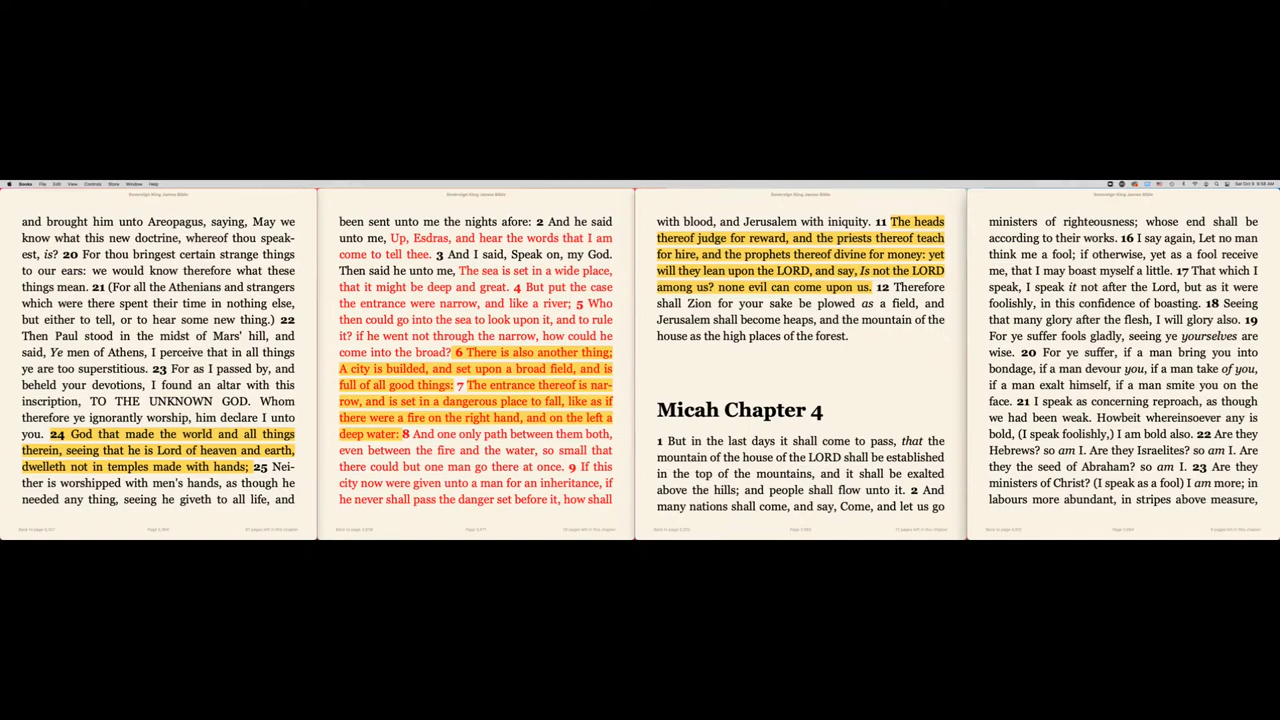 Books File Edit View Controls Store Window Help
Sat Oct 9 9:58 AM
Sovereign King James Bible
and brought him unto Areopagus, saying, May we
know what this new doctrine, whereof thou speak-
est, is? 20 For thou bringest certain strange things
to our ears: we would know therefore what these
things mean. 21 (For all the Athenians and strangers
which were there spent their time in nothing else,
but either to tell, or to hear some new thing.) 22
Then Paul stood in the midst of Mars' hill, and
said, Ye men of Athens, I perceive that in all things
ye are too superstitious. 23 For as I passed by, and
beheld your devotions, I found an altar with this
inscription, TO THE UNKNOWN GOD. Whom
therefore ye ignorantly worship, him declare I unto
you. 24 God that made the world and all things
therein, seeing that he is Lord of heaven and earth,
dwelleth not in temples made with hands; 25 Nei-
ther is worshipped with men's hands, as though he
needed any thing, seeing he giveth to all life, and
Sovereign King James Bible
been sent unto me the nights afore: 2 And he said
unto me, Up, Esdras, and hear the words that I am
come to tell thee. 3 And I said, Speak on, my God.
Then said he unto me, The sea is set in a wide place,
that it might be deep and great. 4 But put the case
the entrance were narrow, and like a river; 5 Who
then could go into the sea to look upon it, and to rule
it? if he went not through the narrow, how could he
come into the broad? 6 There is also another thing;
A city is builded, and set upon a broad field, and is
full of all good things: 7 The entrance thereof is nar-
row, and is set in a dangerous place to fall, like as if
there were a fire on the right hand, and on the left a
deep water: 8 And one only path between them both,
even between the fire and the water, so small that
there could but one man go there at once. 9 If this
city now were given unto a man for an inheritance, if
he never shall pass the danger set before it, how shall
Sovereign King James Bible
with blood, and Jerusalem with iniquity. 11 The heads
thereof judge for reward, and the priests thereof teach
for hire, and the prophets thereof divine for money: yet
will they lean upon the LORD, and say, Is not the LORD
among us? none evil can come upon us. 12 Therefore
shall Zion for your sake be plowed as a field, and
Jerusalem shall become heaps, and the mountain of the
house as the high places of the forest.
Micah Chapter 4
1 But in the last days it shall come to pass, that the
mountain of the house of the LORD shall be established
in the top of the mountains, and it shall be exalted
above the hills; and people shall flow unto it. 2 And
many nations shall come, and say, Come, and let us go
Sovereign King James Bible
ministers of righteousness; whose end shall be
according to their works. 16 I say again, Let no man
think me a fool; if otherwise, yet as a fool receive
me, that I may boast myself a little. 17 That which I
speak, I speak it not after the Lord, but as it were
foolishly, in this confidence of boasting. 18 Seeing
that many glory after the flesh, I will glory also. 19
For ye suffer fools gladly, seeing ye yourselves are
wise. 20 For ye suffer, if a man bring you into
bondage, if a man devour you, if a man take of you,
if a man exalt himself, if a man smite you on the
face. 21 I speak as concerning reproach, as though
we had been weak. Howbeit whereinsoever any is
bold, (I speak foolishly,) I am bold also. 22 Are they
Hebrews? so am I. Are they Israelites? so am I. Are
they the seed of Abraham? so am I. 23 Are they
ministers of Christ? (I speak as a fool) I am more; in
labours more abundant, in stripes above measure,